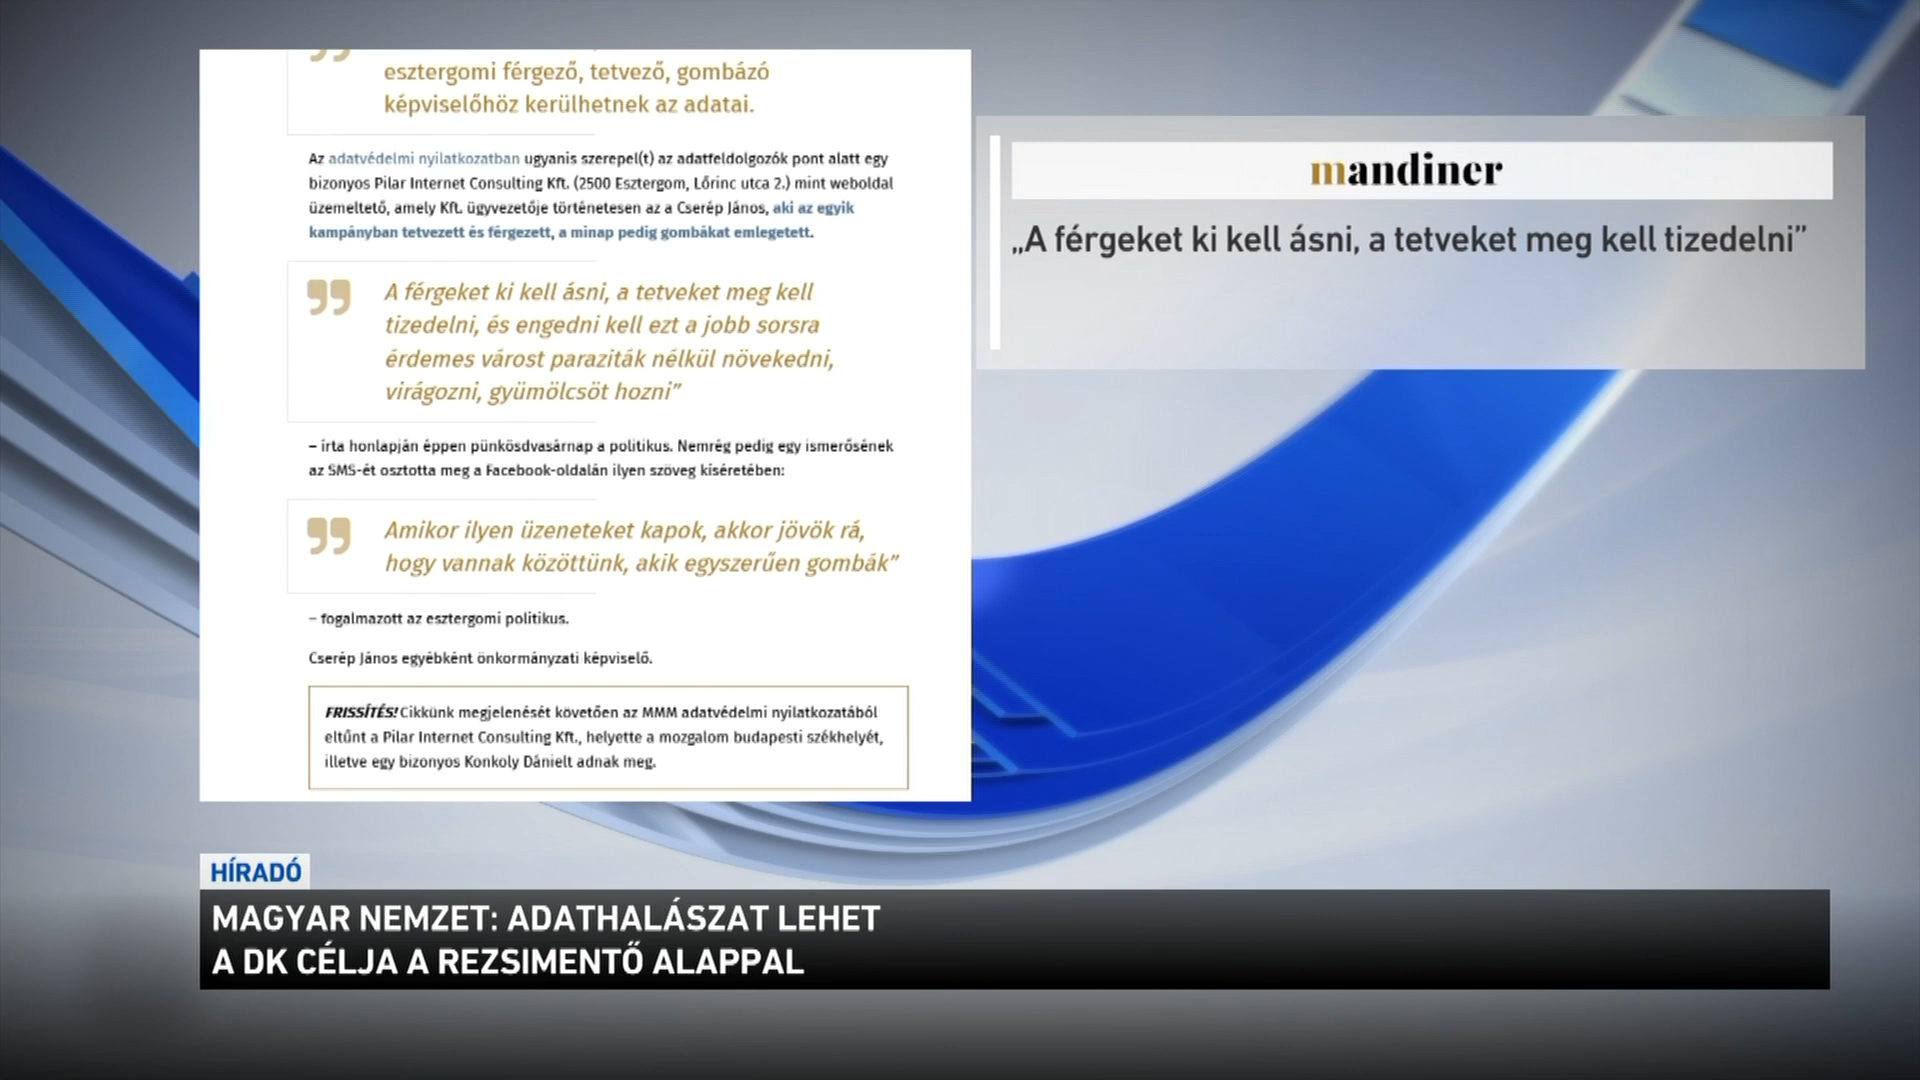 esztergomi férgező, tetvező, gombázó
képviselőhöz kerülhetnek az adatai.
Az adatvédelmi nyilatkozatban ugyanis szerepel(t) az adatfeldolgozók pont alatt egy
bizonyos Pilar Internet Consulting Kft. (2500 Esztergom, Lőrinc utca 2.) mint weboldal
üzemeltető, amely Kft. ügyvezetője történetesen az a Cserép János, aki az egyik
kampányban tetvezett és férgezett, a minap pedig gombákat emlegetett.
A férgeket ki kell ásni, a tetveket meg kell
tizedelni, és engedni kell ezt a jobb sorsra
érdemes várost paraziták nélkül növekedni,
virágozni, gyümölcsöt hozni”
– írta honlapján éppen pünkösdvasárnap a politikus. Nemrég pedig egy ismerősének
az SMS-ét osztotta meg a Facebook-oldalán ilyen szöveg kíséretében:
Amikor ilyen üzeneteket kapok, akkor jövök rá,
hogy vannak közöttünk, akik egyszerűen gombák”
– fogalmazott az esztergomi politikus.
Cserép János egyébként önkormányzati képviselő.
FRISSÍTÉS! Cikkünk megjelenését követően az MMM adatvédelmi nyilatkozatából
eltűnt a Pilar Internet Consulting Kft., helyette a mozgalom budapesti székhelyét,
illetve egy bizonyos Konkoly Dánielt adnak meg.
mandiner
„A férgeket ki kell ásni, a tetveket meg kell tizedelni”
HÍRADÓ
MAGYAR NEMZET: ADATHALÁSZAT LEHET
A DK CÉLJA A REZSIMENTŐ ALAPPAL